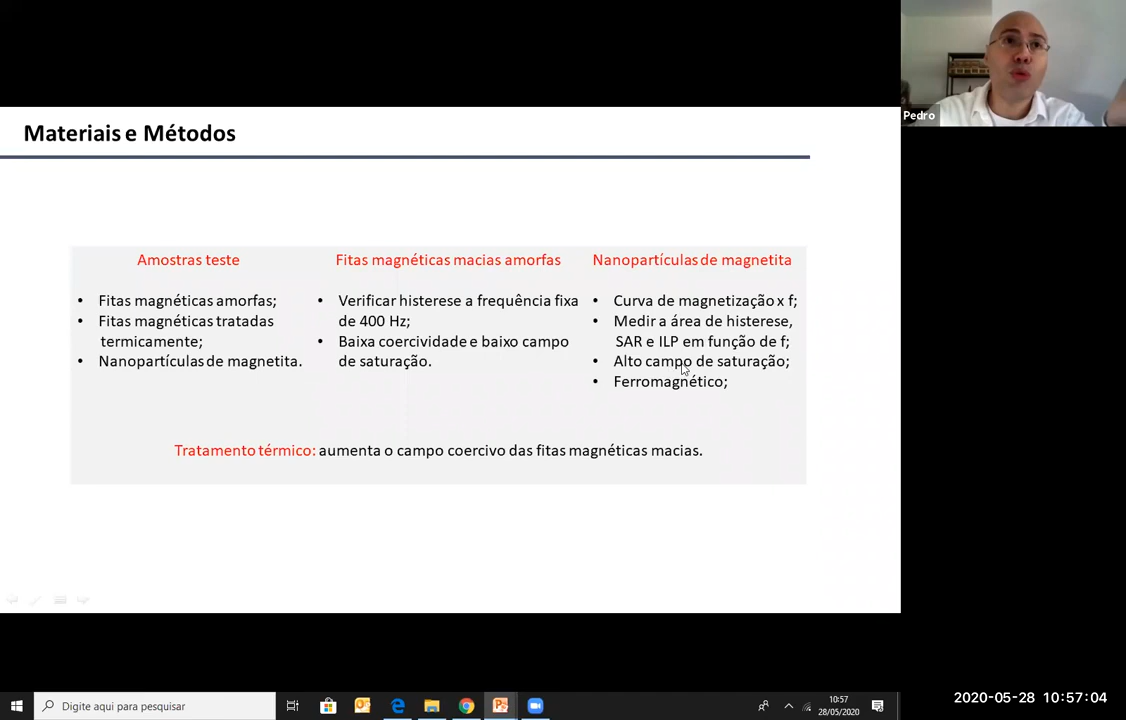 Pedro
Materiais e Métodos
Amostras teste
Fitas magnéticas macias amorfas
Nanopartículas de magnetita
• Fitas magnéticas amorfas;
• Fitas magnéticas tratadas
termicamente;
• Nanopartículas de magnetita.
• Verificar histerese a frequência fixa
de 400 Hz;
• Baixa coercividade e baixo campo
de saturação.
• Curva de magnetização x f;
• Medir a área de histerese,
SAR e ILP em função de f;
• Alto campo de saturação;
• Ferromagnético;
Tratamento térmico: aumenta o campo coercivo das fitas magnéticas macias.
Digite aqui para pesquisar
10:57
28/05/2020
2020-05-28 10:57:04